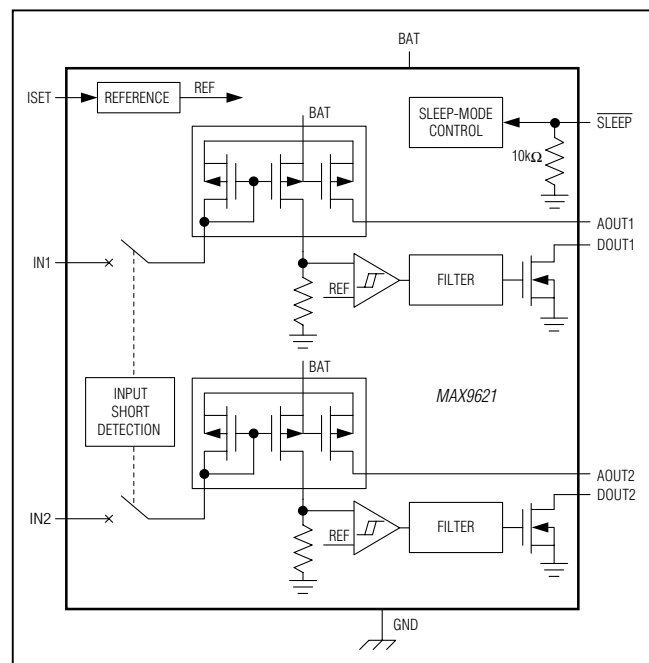 BAT
ISET
REFERENCE
REF
BAT
SLEEP-MODE
CONTROL
SLEEP
10kΩ
AOUT1
DOUT1
IN1
REF
FILTER
BAT
INPUT
SHORT
DETECTION
MAX9621
AOUT2
DOUT2
IN2
REF
FILTER
GND